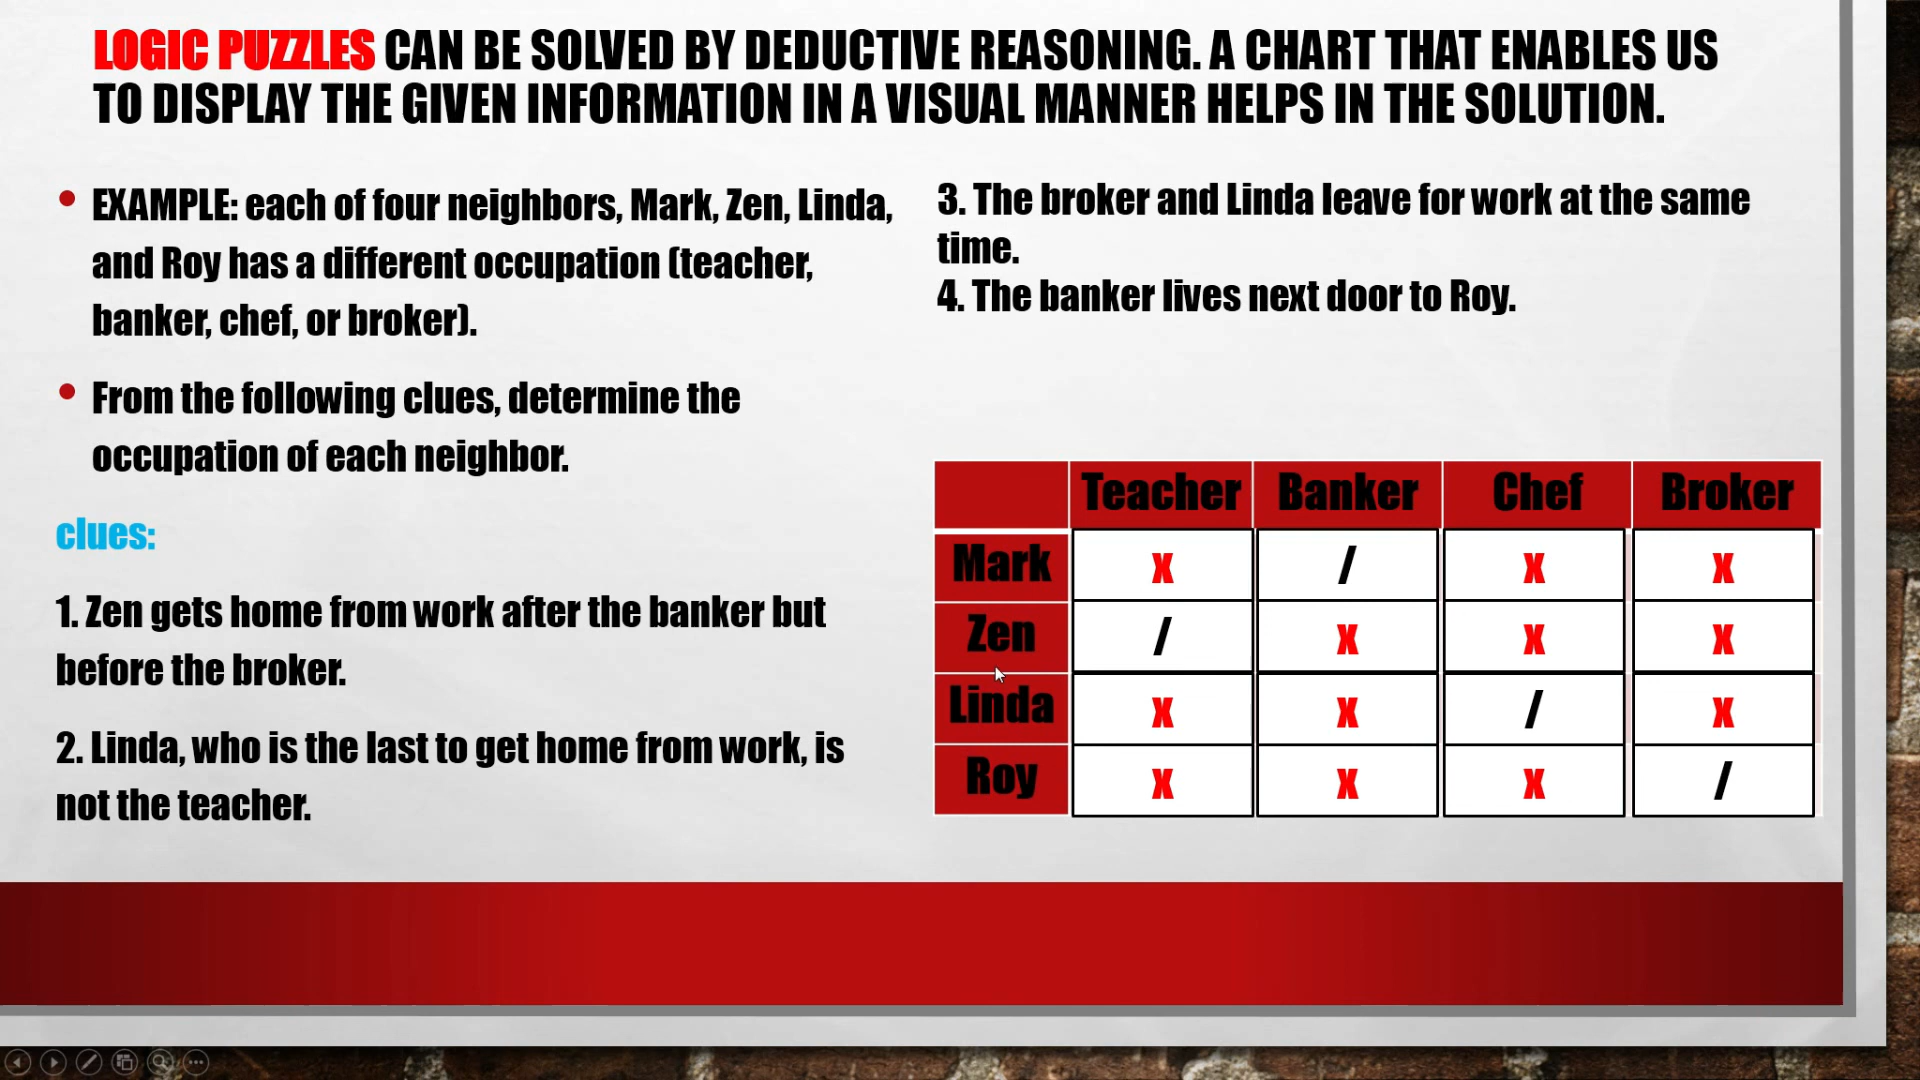 LOGIC PUZZLES CAN BE SOLVED BY DEDUCTIVE REASONING. A CHART THAT ENABLES US
TO DISPLAY THE GIVEN INFORMATION IN A VISUAL MANNER HELPS IN THE SOLUTION.
• EXAMPLE: each of four neighbors, Mark, Zen, Linda,
and Roy has a different occupation (teacher,
banker, chef, or broker).
• From the following clues, determine the
occupation of each neighbor.
clues:
1. Zen gets home from work after the banker but
before the broker.
2. Linda, who is the last to get home from work, is
not the teacher.
3. The broker and Linda leave for work at the same
time.
4. The banker lives next door to Roy.
Teacher Banker Chef Broker
Mark x / x x
Zen / x x x
Linda x x / x
Roy x x x /